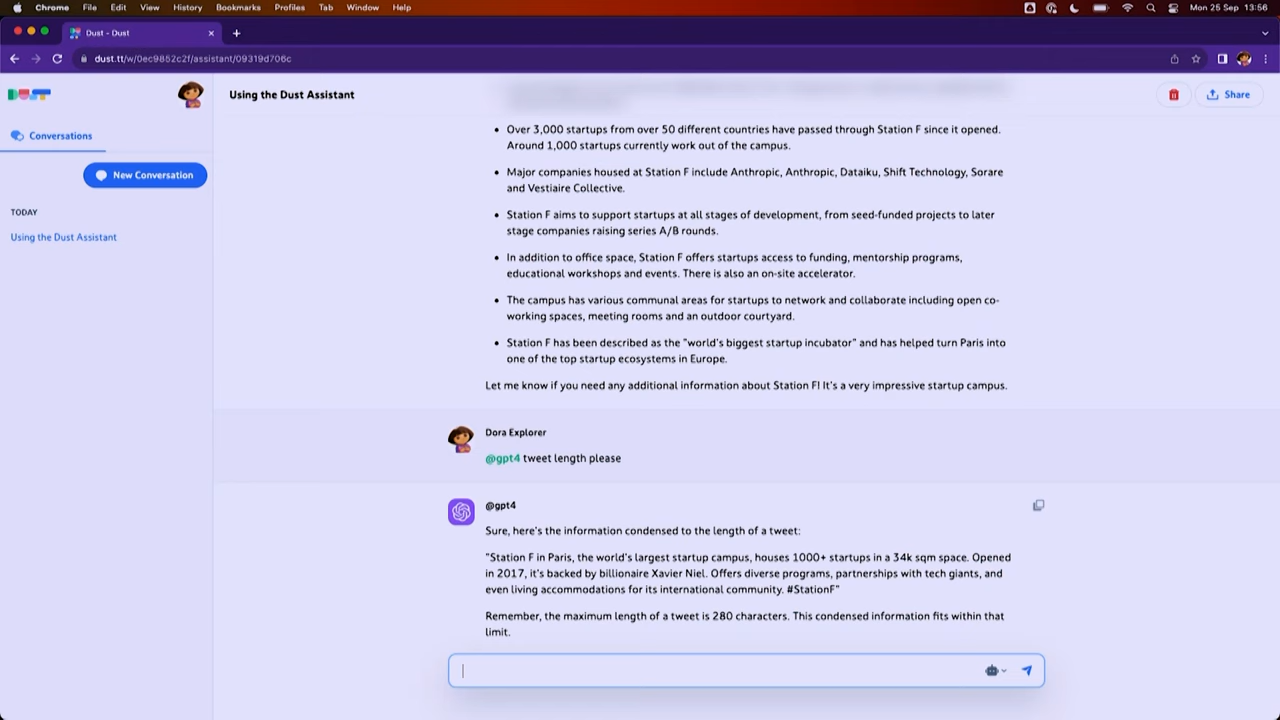 Chrome File Edit View History Bookmarks Profiles Tab Window Help Mon 25 Sep 13:56
Dust - Dust
dust.tt/w/0ec9852c2f/assistant/09319d706c
DUST
Using the Dust Assistant
Share
Conversations
New Conversation
TODAY
Using the Dust Assistant
• Over 3,000 startups from over 50 different countries have passed through Station F since it opened.
Around 1,000 startups currently work out of the campus.
• Major companies housed at Station F include Anthropic, Anthropic, Dataiku, Shift Technology, Sorare
and Vestiaire Collective.
• Station F aims to support startups at all stages of development, from seed-funded projects to later
stage companies raising series A/B rounds.
• In addition to office space, Station F offers startups access to funding, mentorship programs,
educational workshops and events. There is also an on-site accelerator.
• The campus has various communal areas for startups to network and collaborate including open co-
working spaces, meeting rooms and an outdoor courtyard.
• Station F has been described as the "world's biggest startup incubator" and has helped turn Paris into
one of the top startup ecosystems in Europe.
Let me know if you need any additional information about Station F! It's a very impressive startup campus.
Dora Explorer
@gpt4 tweet length please
@gpt4
Sure, here's the information condensed to the length of a tweet:
"Station F in Paris, the world's largest startup campus, houses 1000+ startups in a 34k sqm space. Opened
in 2017, it's backed by billionaire Xavier Niel. Offers diverse programs, partnerships with tech giants, and
even living accommodations for its international community. #StationF"
Remember, the maximum length of a tweet is 280 characters. This condensed information fits within that
limit.